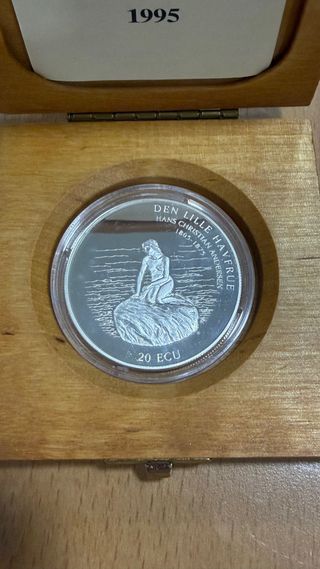 1995
DEN LILLE HAVFRUE
HANS CHRISTIAN ANDERSEN
1805-1875
20 ECU